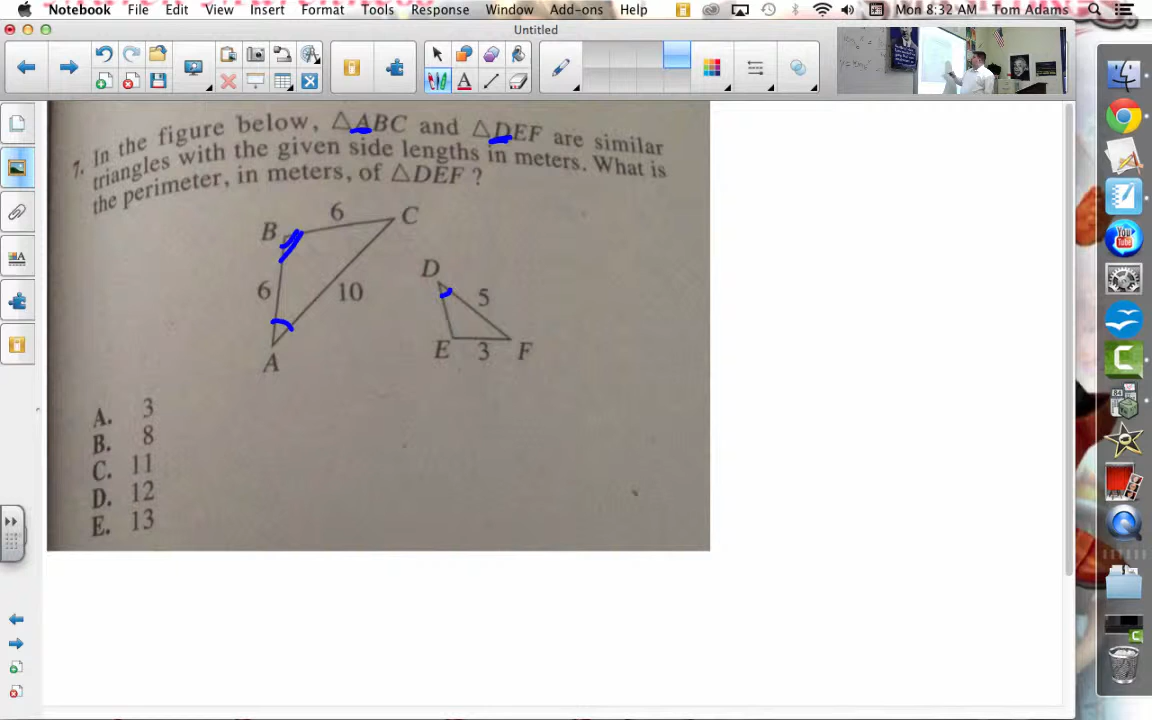 Notebook File Edit View Insert Format Tools Response Window Add-ons Help Mon 8:32 AM Tom Adams
Untitled
7. In the figure below, △ABC and △DEF are similar
triangles with the given side lengths in meters. What is
the perimeter, in meters, of △DEF ?
B 6 C
6 10
A
D 5
E 3 F
A. 3
B. 8
C. 11
D. 12
E. 13
You
Tube